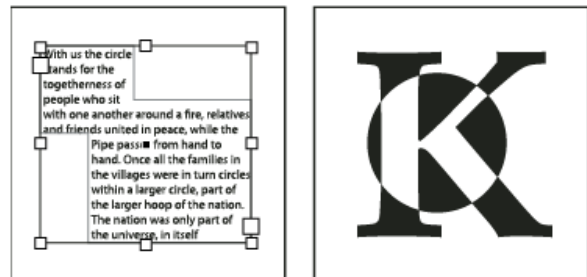 With us the circle
stands for the
togetherness of
people who sit
with one another around a fire, relatives
and friends united in peace, while the
Pipe passes from hand to
hand. Once all the families in
the villages were in turn circles
within a larger circle, part of
the larger hoop of the nation.
The nation was only part of
the universe, in itself
K